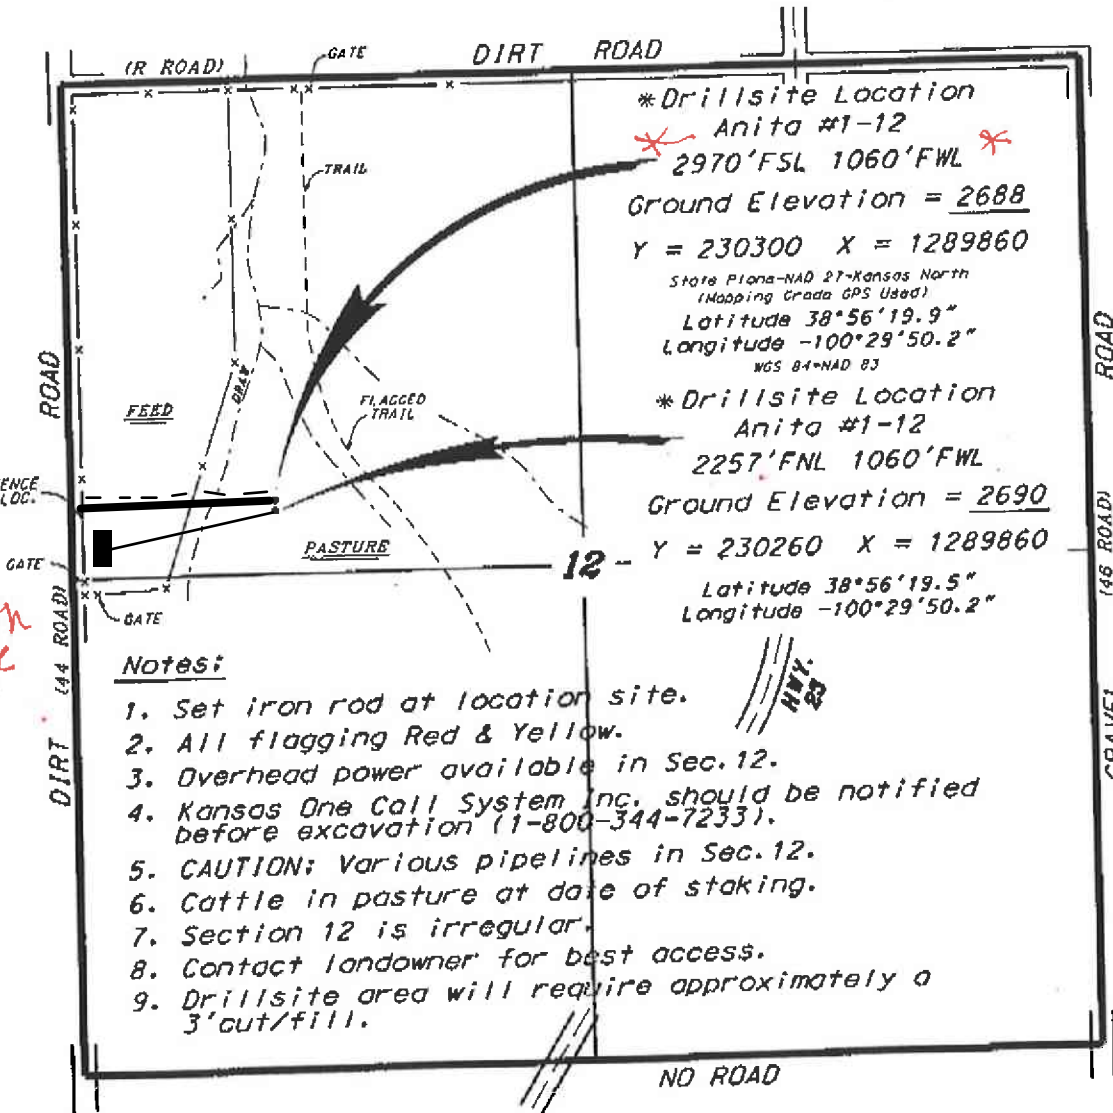 DIRT ROAD
(R ROAD)
GATE
*Drillsite Location
Anita #1-12
* 2970'FSL 1060'FWL *
Ground Elevation = 2688
Y = 230300 X = 1289860
State Plane-NAD 27-Kansas North
(Mapping Grade GPS Used)
Latitude 38°56'19.9"
Longitude -100°29'50.2"
WGS 84-NAD 83
*Drillsite Location
Anita #1-12
2257'FNL 1060'FWL
Ground Elevation = 2690
Y = 230260 X = 1289860
Latitude 38°56'19.5"
Longitude -100°29'50.2"
TRAIL
DRAW
FEED
FLAGGED
TRAIL
ENCE
LOC.
PASTURE
12
GATE
GATE
ROAD
(44 ROAD)
DIRT
ROAD
(46 ROAD)
HWY.
23
Notes:
1. Set iron rod at location site.
2. All flagging Red & Yellow.
3. Overhead power available in Sec.12.
4. Kansas One Call System Inc. should be notified
before excavation (1-800-344-7233).
5. CAUTION: Various pipelines in Sec.12.
6. Cattle in pasture at date of staking.
7. Section 12 is irregular.
8. Contact landowner for best access.
9. Drillsite area will require approximately a
3'cut/fill.
NO ROAD